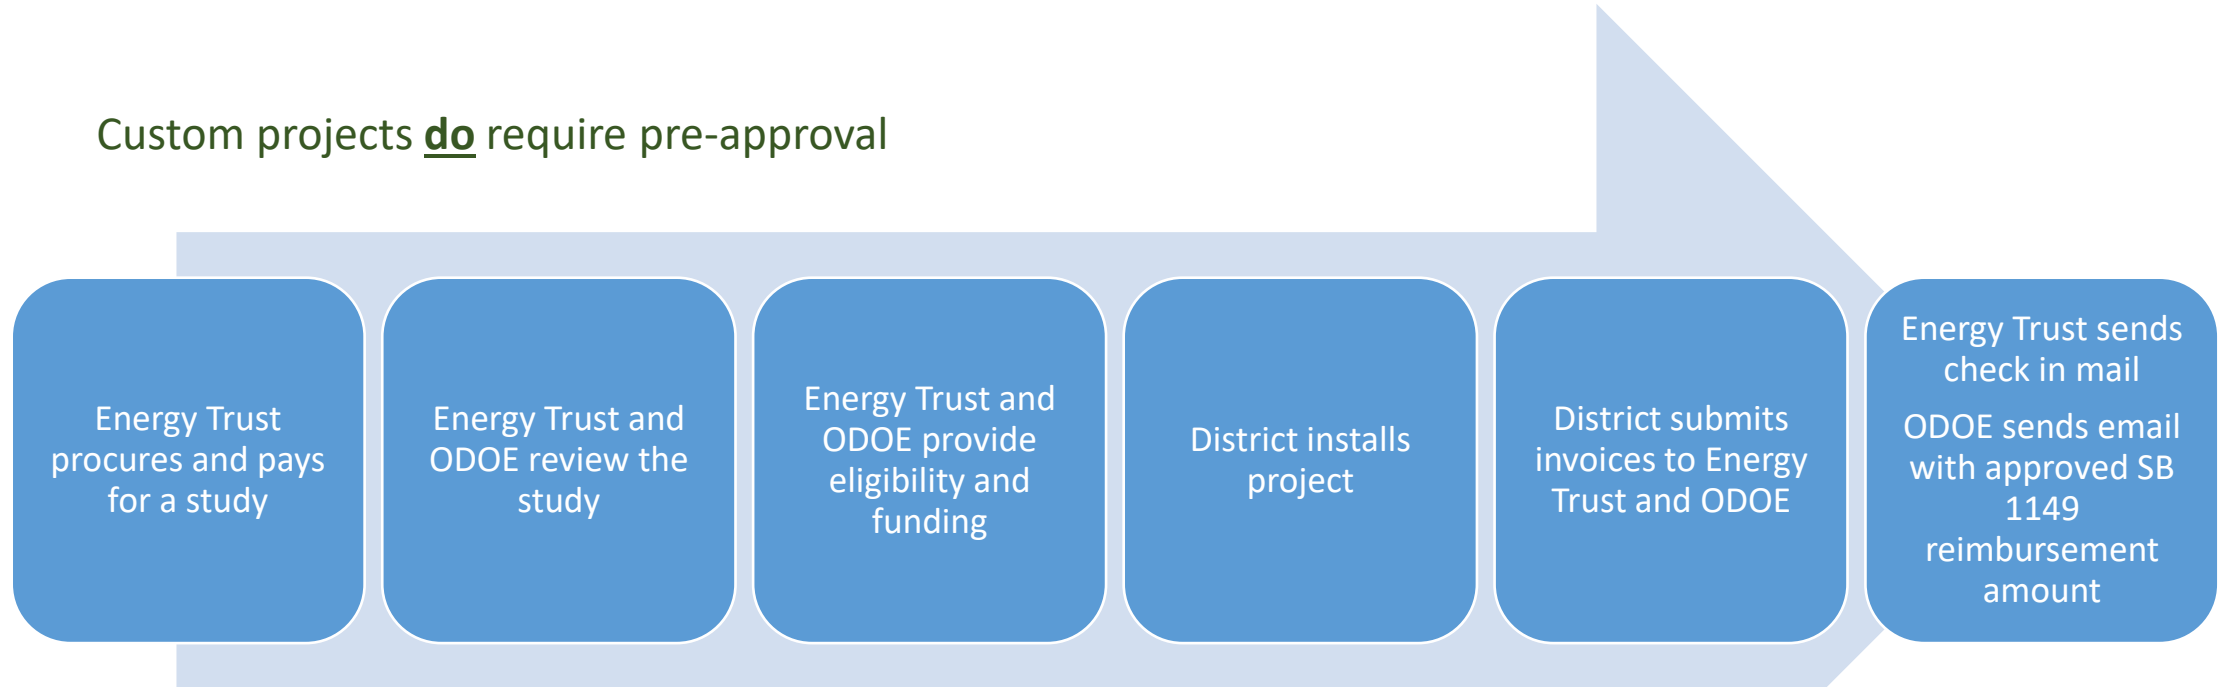 Custom projects do require pre-approval
Energy Trust
procures and pays
for a study
Energy Trust and
ODOE review the
study
Energy Trust and
ODOE provide
eligibility and
funding
District installs
project
District submits
invoices to Energy
Trust and ODOE
Energy Trust sends
check in mail
ODOE sends email
with approved SB
1149
reimbursement
amount